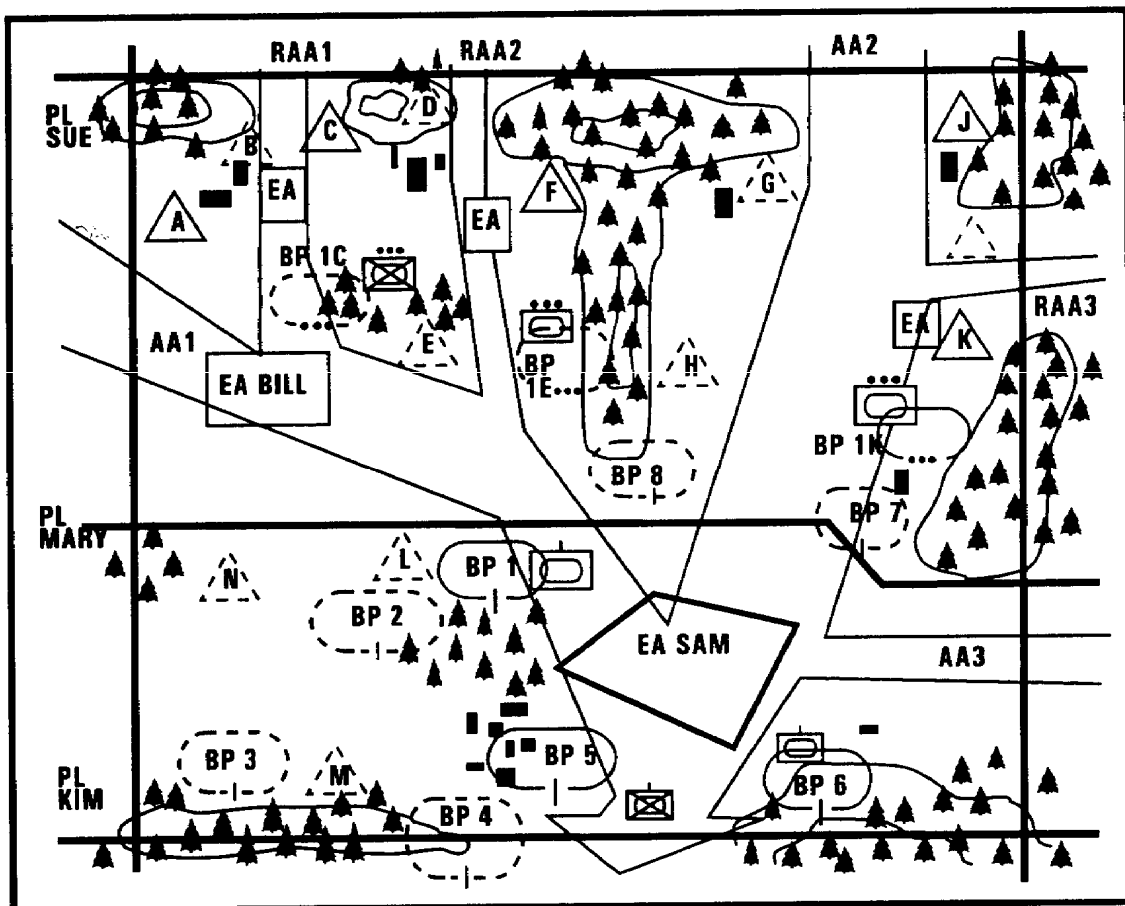 RAA1 RAA2 AA2
PL
SUE
B C D J
A EA F G
EA
BP 1C
AA1 E BP
1E H EA K RAA3
EA BILL
BP 1K
BP 8
PL
MARY BP 7
N L BP 1
BP 2
EA SAM
AA3
BP 3 M BP 5 BP 6
PL
KIM BP 4